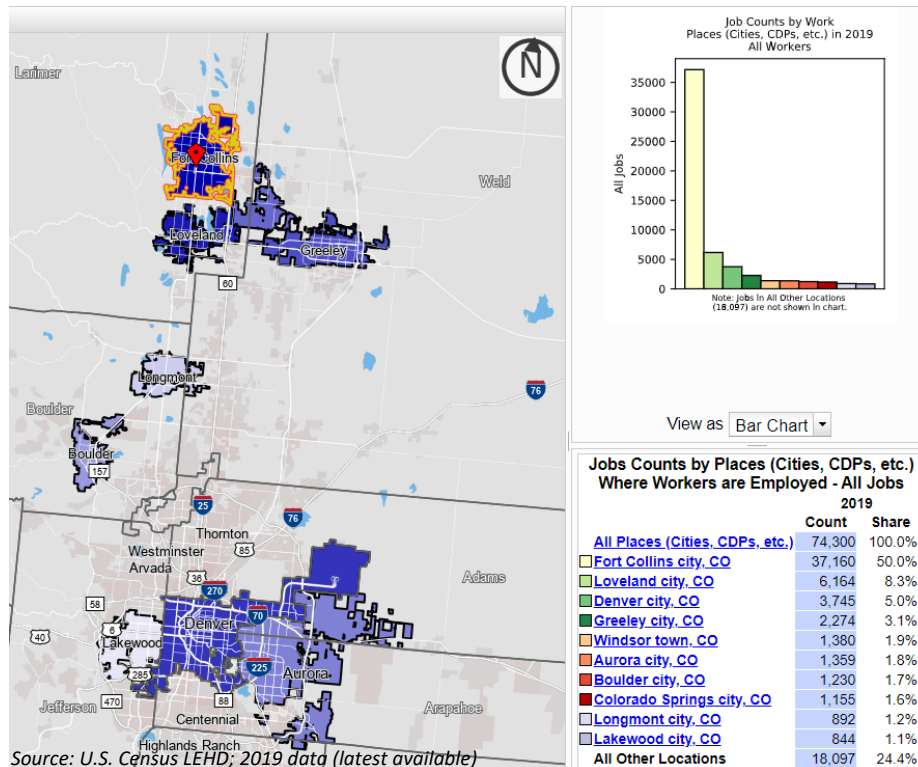 Larimer
N
Fort Collins
Weld
Loveland
Greeley
60
Longmont
76
Boulder
Boulder
157
25
76
Thornton
85
Westminster
Arvada
36
Adams
270
58
70
Denver
6
40
Lakewood
285
225
Aurora
470
88
Jefferson
Arapahoe
Centennial
Highlands Ranch
Source: U.S. Census LEHD; 2019 data (latest available)
Job Counts by Work
Places (Cities, CDPs, etc.) in 2019
All Workers
All Jobs
35000
30000
25000
20000
15000
10000
5000
0
Note: Jobs in All Other Locations
(18,097) are not shown in chart.
View as Bar Chart
Jobs Counts by Places (Cities, CDPs, etc.)
Where Workers are Employed - All Jobs
2019
Count Share
All Places (Cities, CDPs, etc.) 74,300 100.0%
Fort Collins city, CO 37,160 50.0%
Loveland city, CO 6,164 8.3%
Denver city, CO 3,745 5.0%
Greeley city, CO 2,274 3.1%
Windsor town, CO 1,380 1.9%
Aurora city, CO 1,359 1.8%
Boulder city, CO 1,230 1.7%
Colorado Springs city, CO 1,155 1.6%
Longmont city, CO 892 1.2%
Lakewood city, CO 844 1.1%
All Other Locations 18,097 24.4%